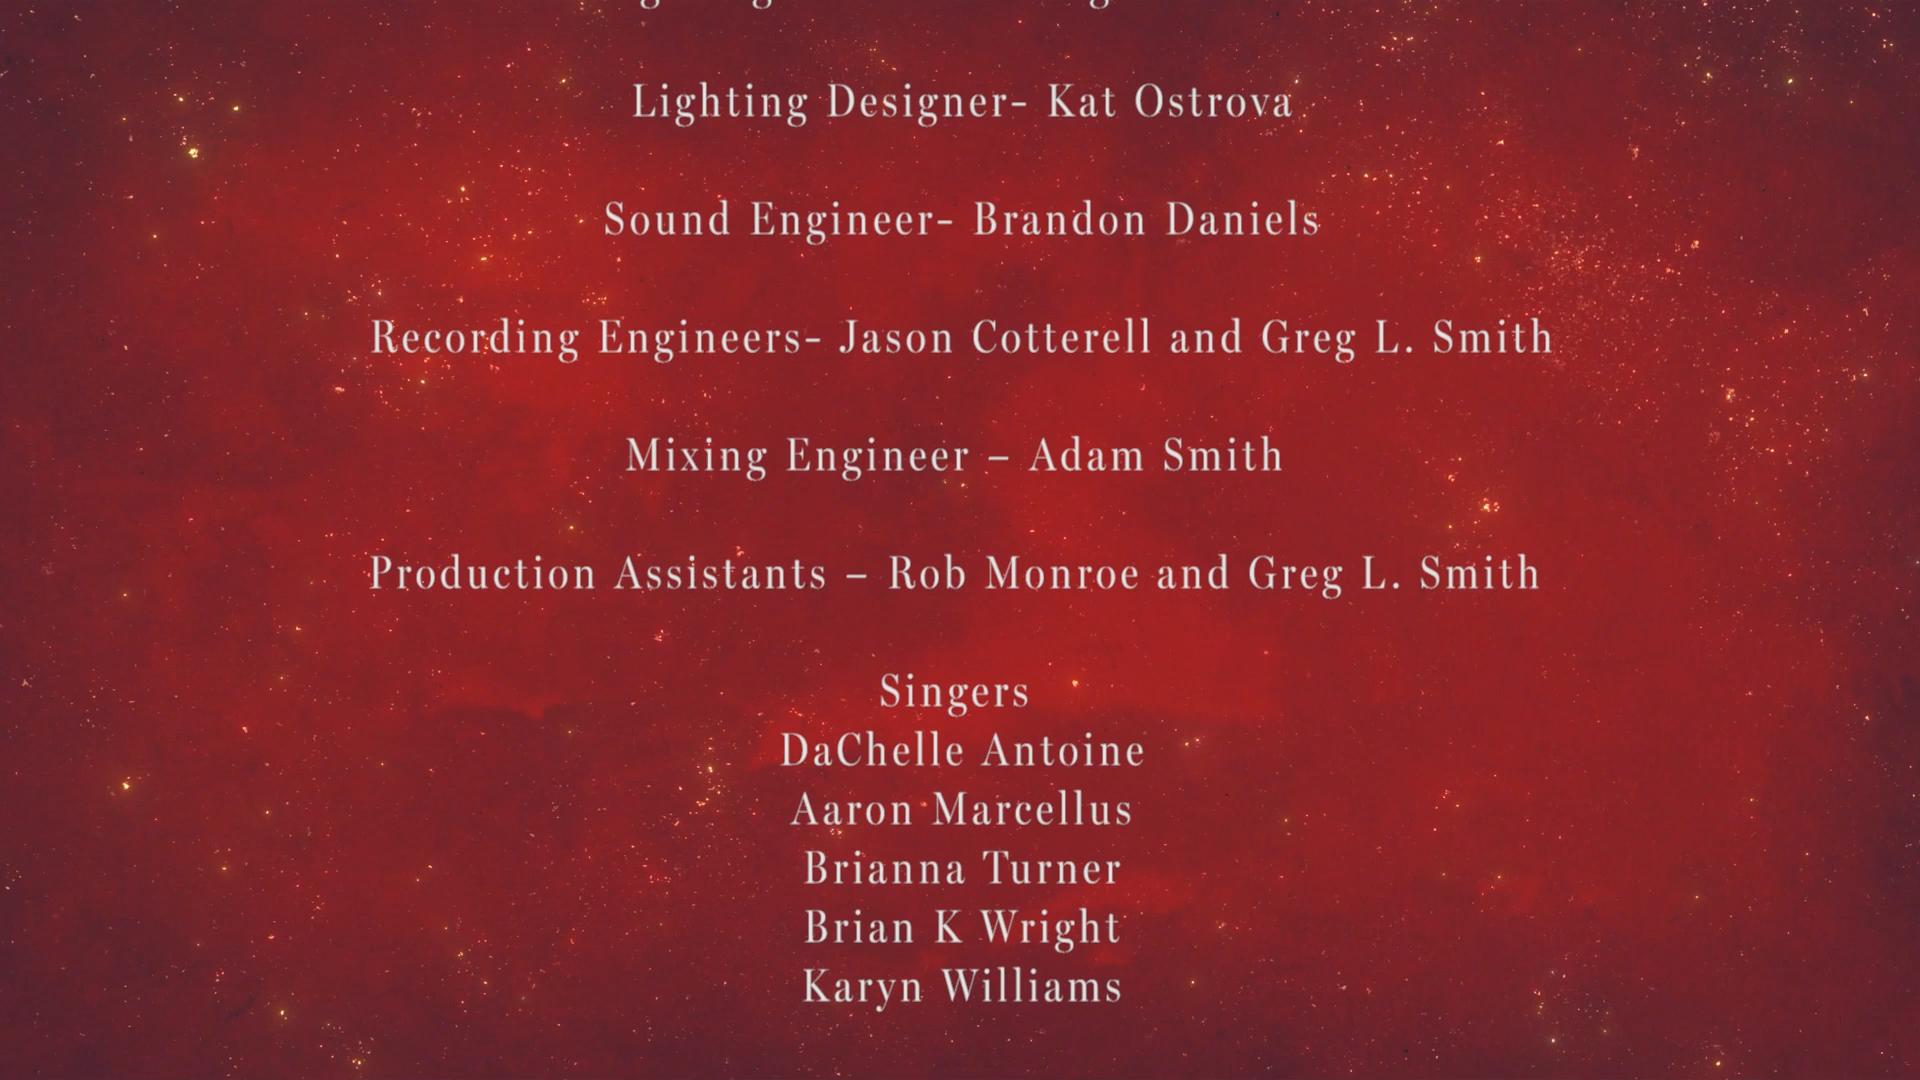 Lighting Designer- Kat Ostrova
Sound Engineer- Brandon Daniels
Recording Engineers- Jason Cotterell and Greg L. Smith
Mixing Engineer – Adam Smith
Production Assistants – Rob Monroe and Greg L. Smith
Singers
DaChelle Antoine
Aaron Marcellus
Brianna Turner
Brian K Wright
Karyn Williams